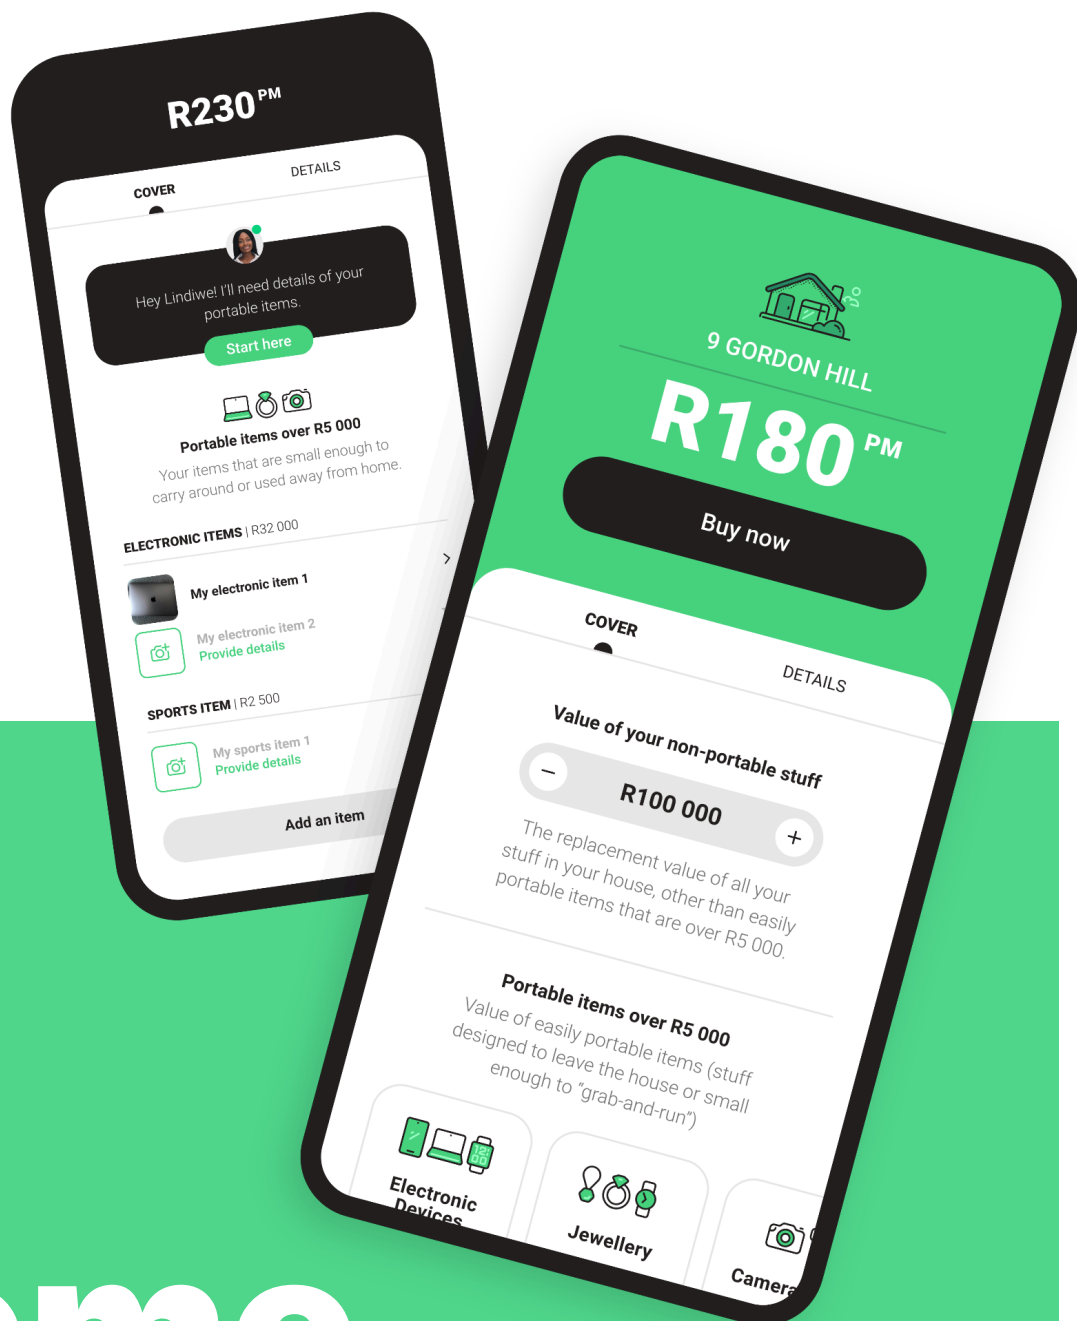 R230 PM
COVER
DETAILS
Hey Lindiwe! I'll need details of your
portable items.
Start here
Portable items over R5 000
Your items that are small enough to
carry around or used away from home.
ELECTRONIC ITEMS | R32 000
My electronic item 1
My electronic item 2
Provide details
SPORTS ITEM | R2 500
My sports item 1
Provide details
Add an item
9 GORDON HILL
R180 PM
Buy now
COVER
DETAILS
Value of your non-portable stuff
R100 000
The replacement value of all your
stuff in your house, other than easily
portable items that are over R5 000.
Portable items over R5 000
Value of easily portable items (stuff
designed to leave the house or small
enough to “grab-and-run”)
Electronic
Devices
Jewellery
Camera